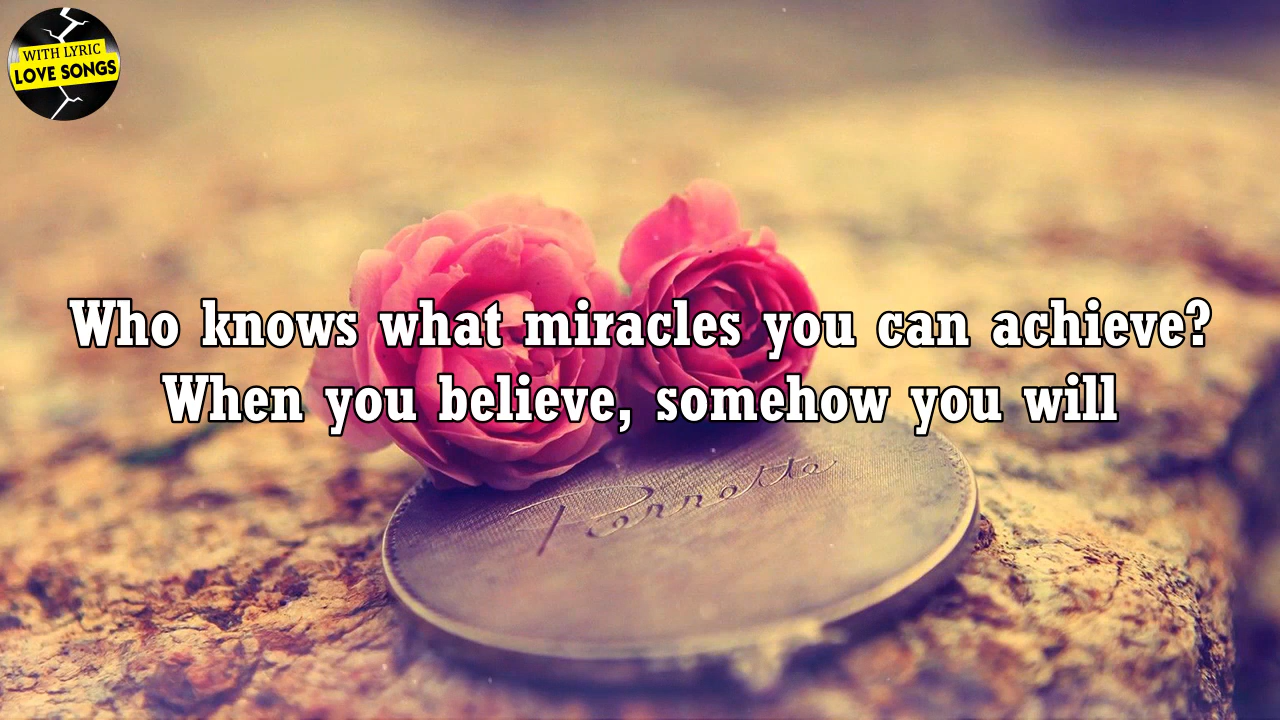 WITH LYRIC
LOVE SONGS
Who knows what miracles you can achieve?
When you believe, somehow you will